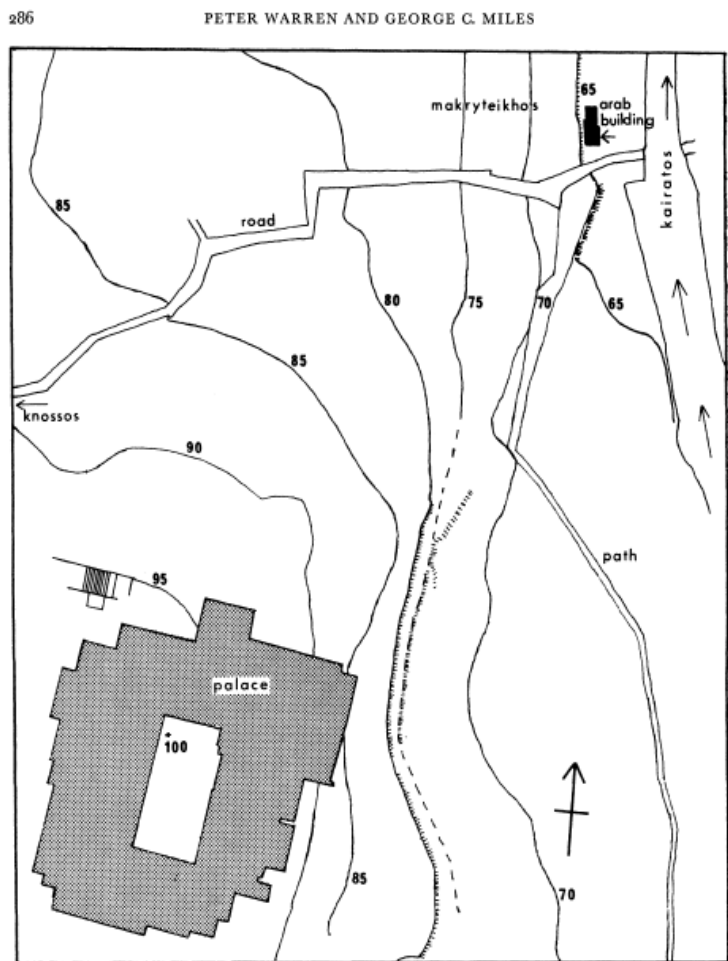 286
PETER WARREN AND GEORGE C. MILES
65
makryteikhos
arab
building
kairatos
85
road
80
75
70
65
85
knossos
90
path
95
palace
100
85
70